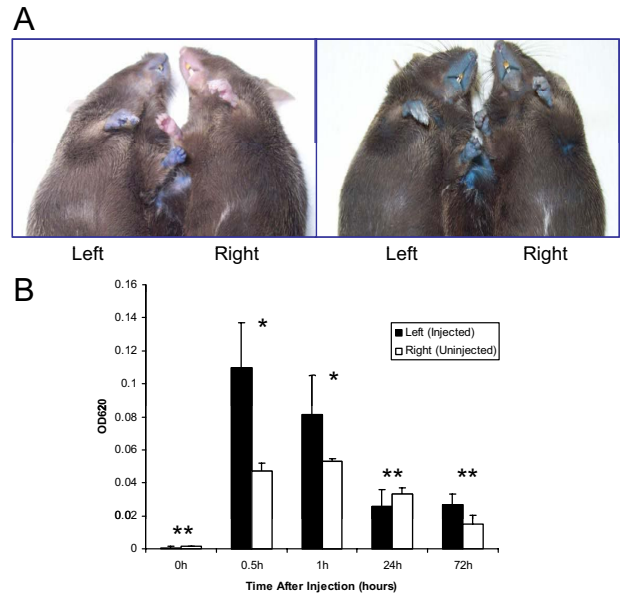 A
Left Right Left Right
B
0.16
0.14
0.12
0.1
0.08
0.06
0.04
0.02
0
OD620
* * ** ** **
Left (Injected)
Right (Uninjected)
0h 0.5h 1h 24h 72h
Time After Injection (hours)